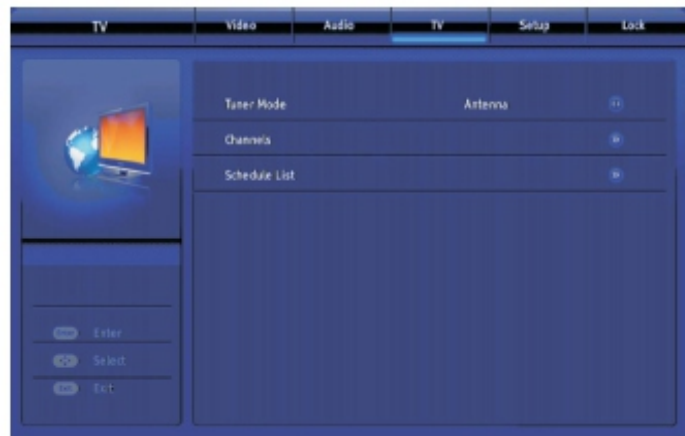 TV
Video Audio TV Setup Lock
Tuner Mode Antenna
Channels
Schedule List
Enter
Select
Exit